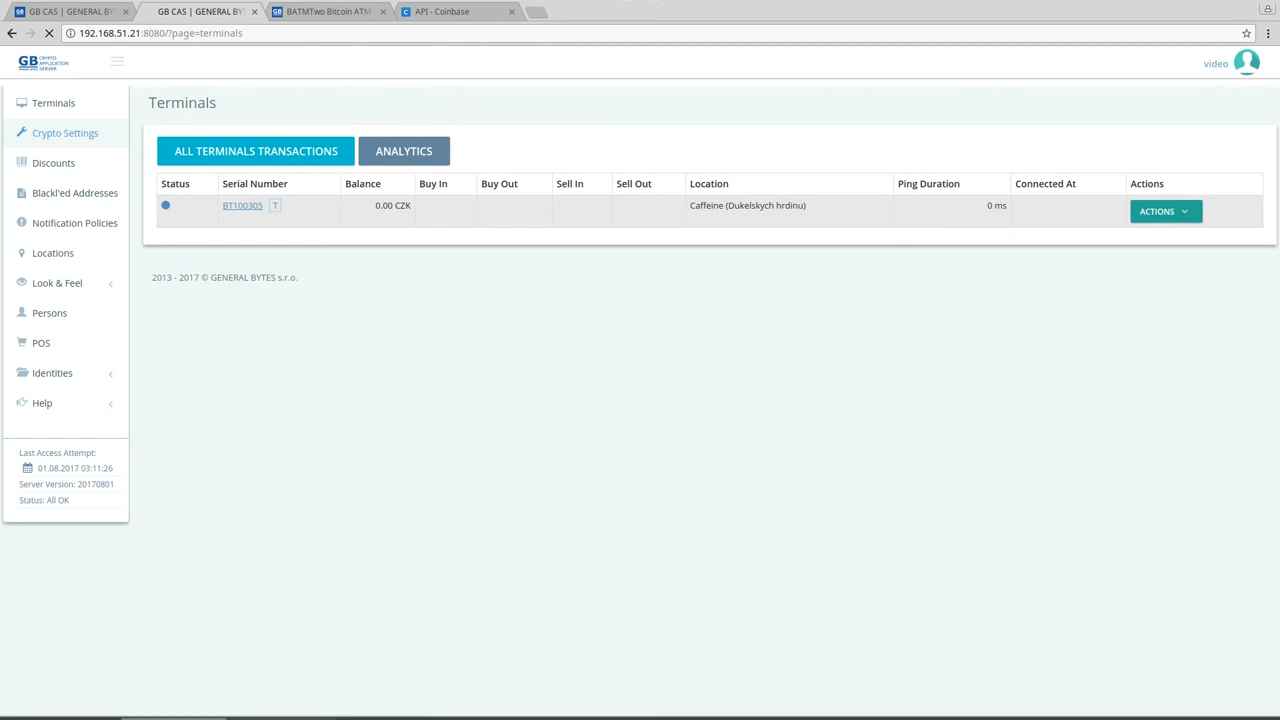 GB CAS | GENERAL BY
GB CAS | GENERAL BY
BATMTwo Bitcoin ATM
API - Coinbase
192.168.51.21:8080/?page=terminals
GB CRYPTO APPLICATION SERVER
video
Terminals
Crypto Settings
Discounts
Blackl'ed Addresses
Notification Policies
Locations
Look & Feel
Persons
POS
Identities
Help
Last Access Attempt:
01.08.2017 03:11:26
Server Version: 20170801
Status: All OK
Terminals
ALL TERMINALS TRANSACTIONS ANALYTICS
Status Serial Number Balance Buy In Buy Out Sell In Sell Out Location Ping Duration Connected At Actions
BT100305 T 0.00 CZK Caffeine (Dukelskych hrdinu) 0 ms ACTIONS
2013 - 2017 © GENERAL BYTES s.r.o.